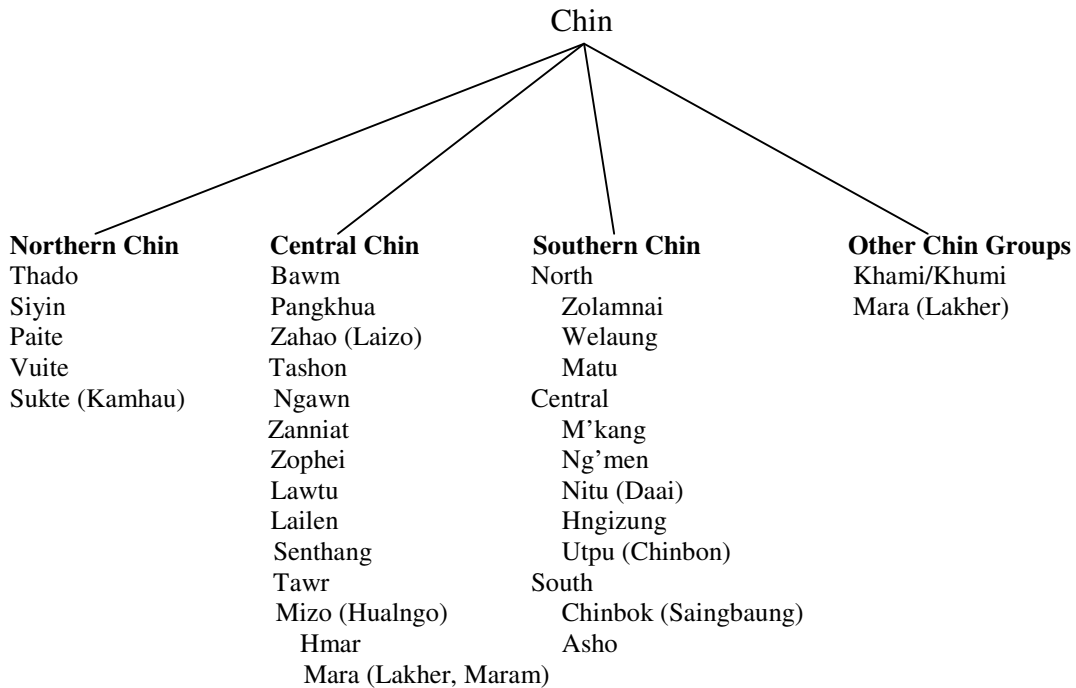 Chin
Northern Chin
Thado
Siyin
Paite
Vuite
Sukte (Kamhau)
Central Chin
Bawm
Pangkhua
Zahao (Laizo)
Tashon
Ngawn
Zanniat
Zophei
Lawtu
Lailen
Senthang
Tawr
Mizo (Hualngo)
Hmar
Mara (Lakher, Maram)
Southern Chin
North
Zolamnai
Welaung
Matu
Central
M’kang
Ng’men
Nitu (Daai)
Hngizung
Utpu (Chinbon)
South
Chinbok (Saingbaung)
Asho
Other Chin Groups
Khami/Khumi
Mara (Lakher)